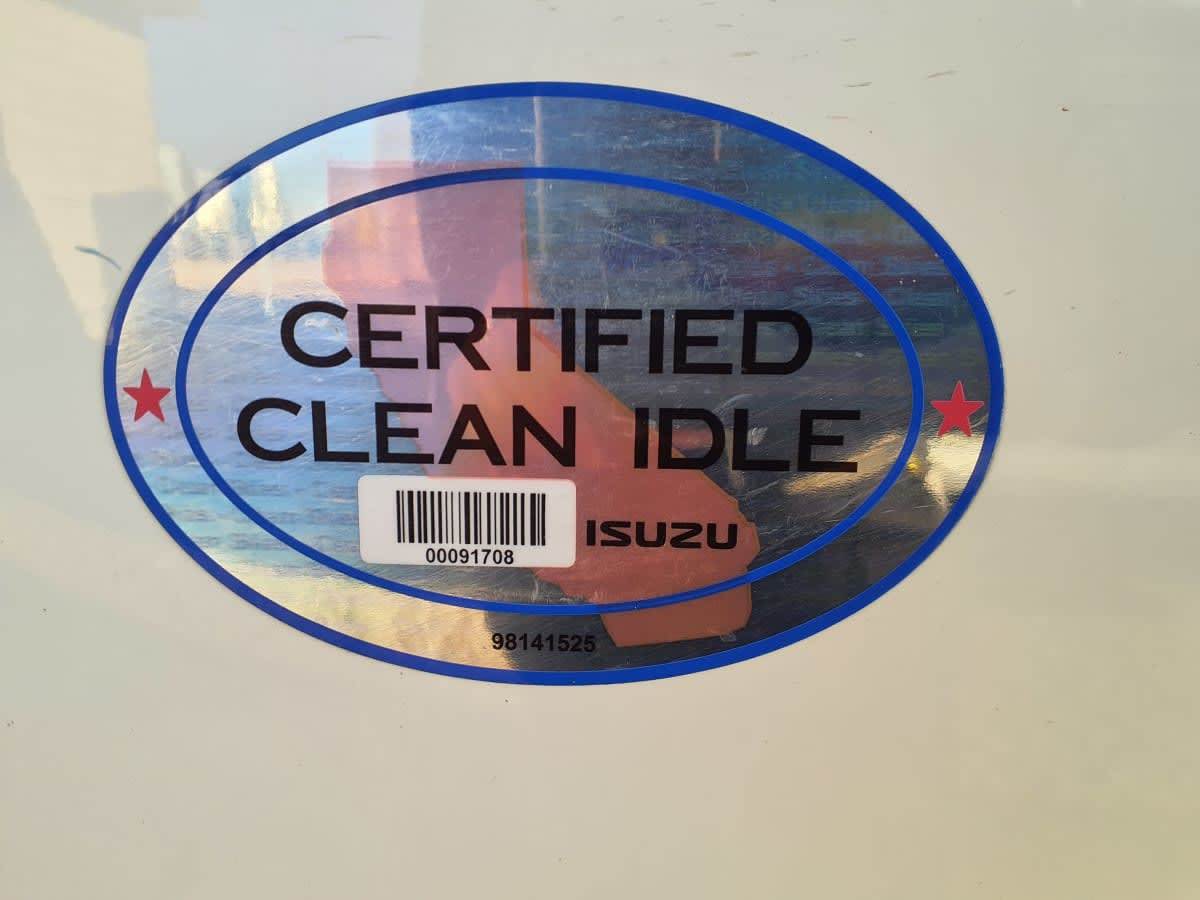 CERTIFIED
CLEAN IDLE
00091708
ISUZU
98141525